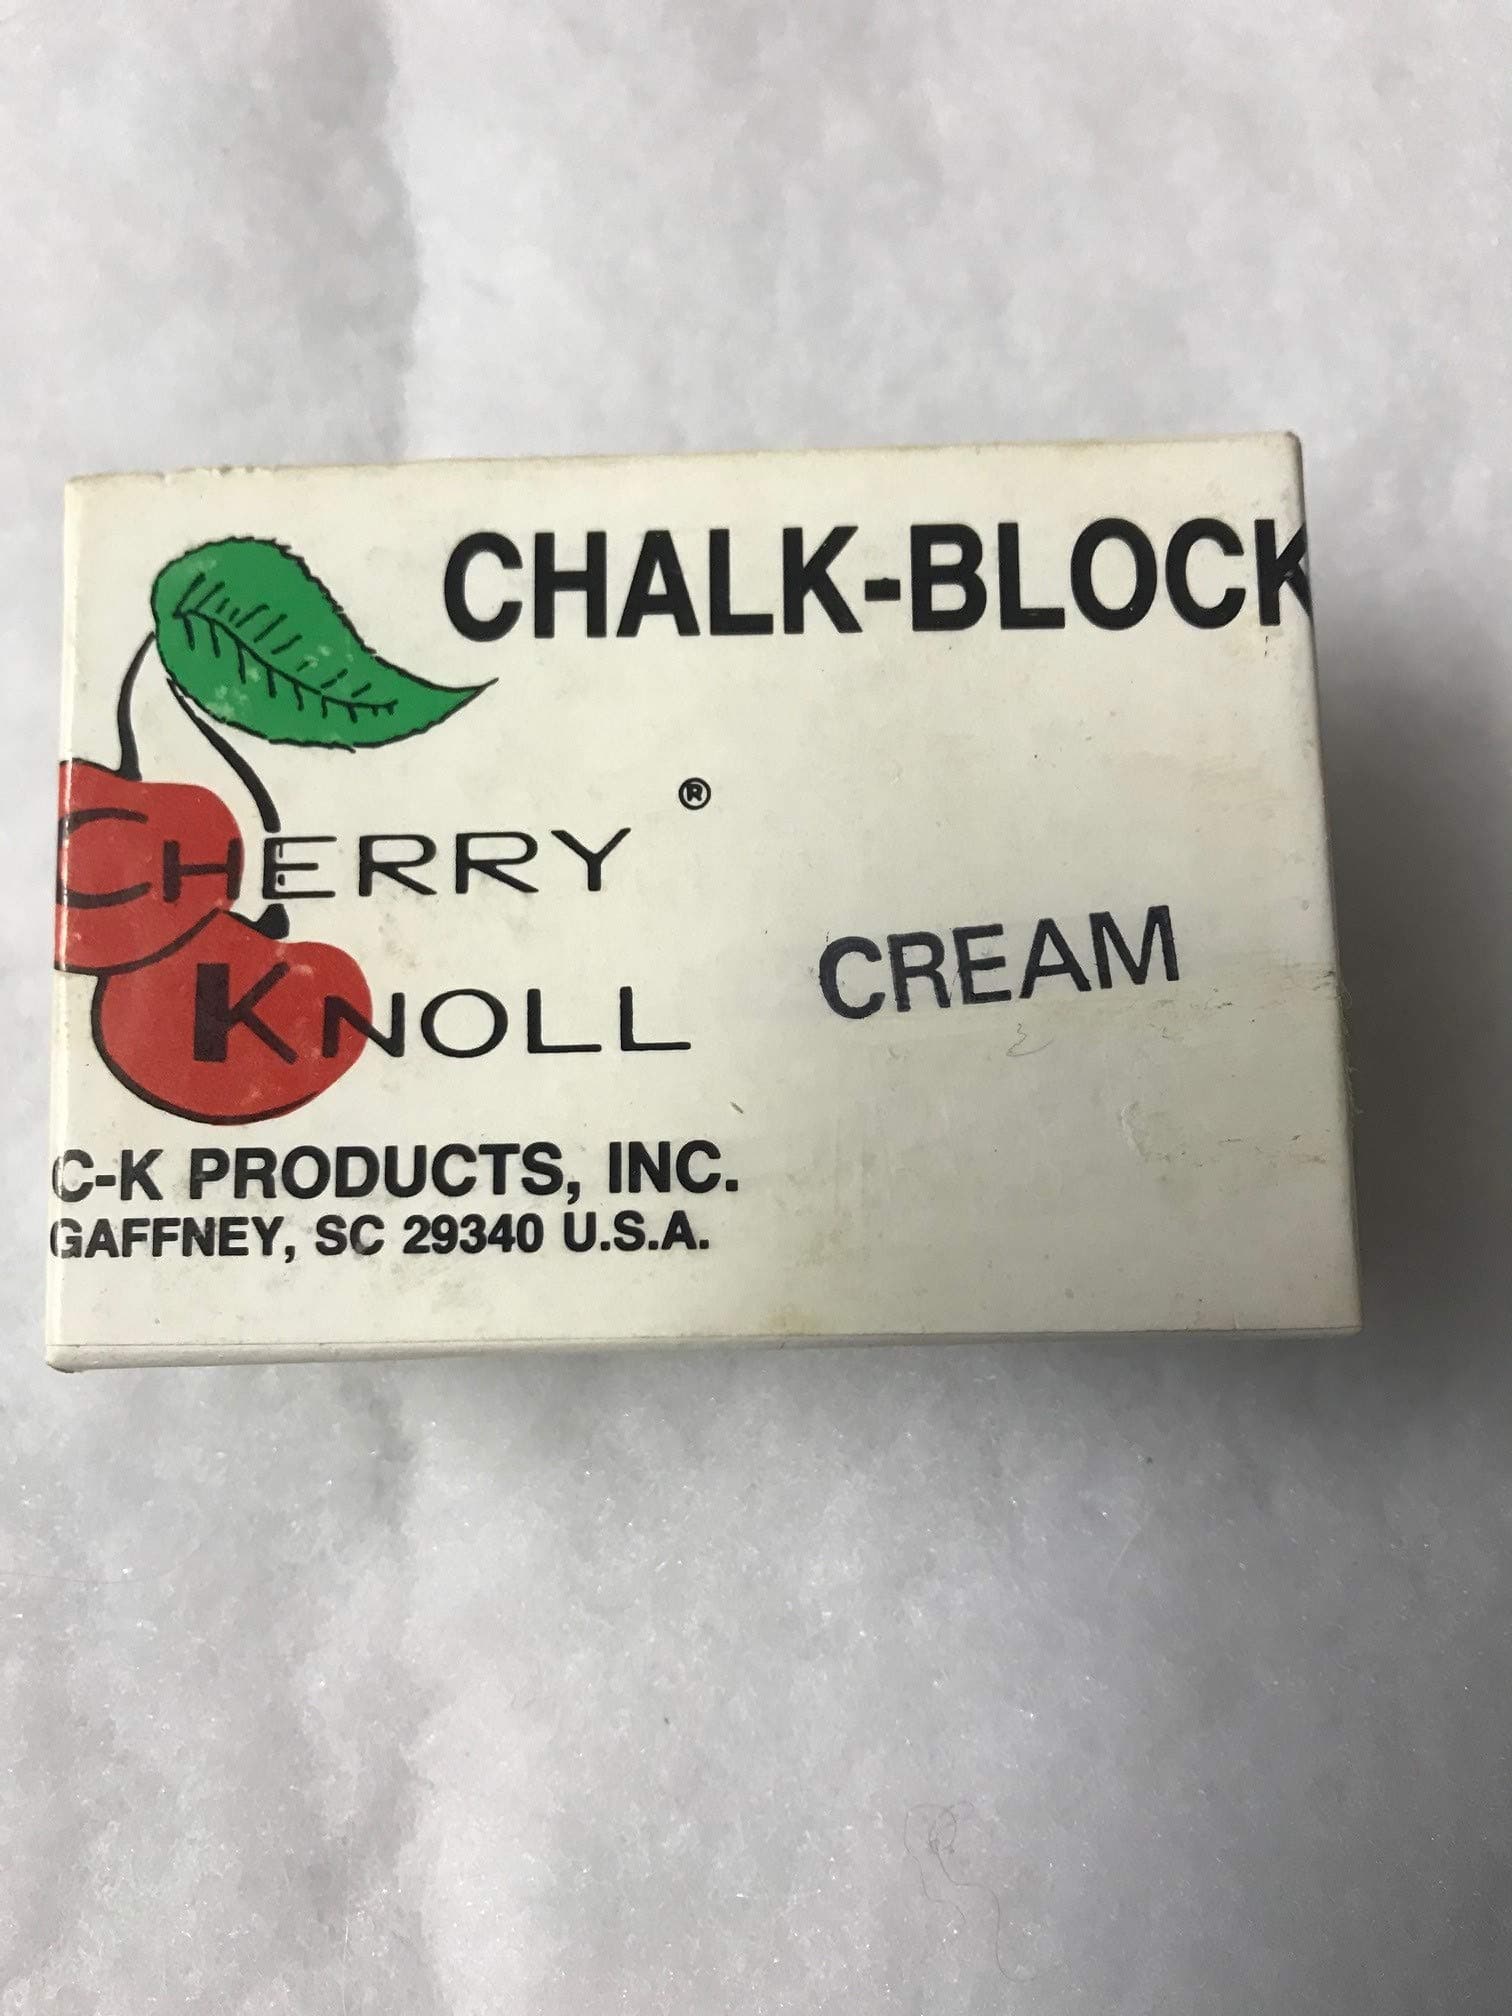 CHALK-BLOCK
CHERRY ®
KNOLL
CREAM
C-K PRODUCTS, INC.
GAFFNEY, SC 29340 U.S.A.